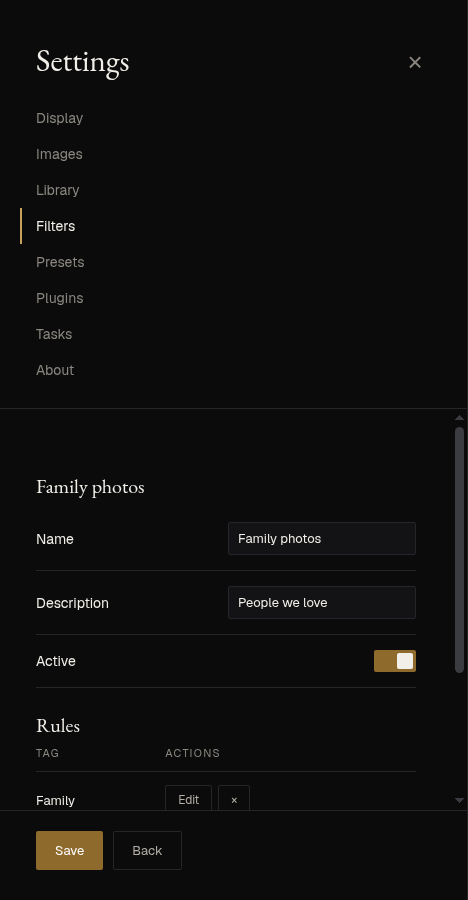 Settings
×
Display
Images
Library
Filters
Presets
Plugins
Tasks
About
Family photos
Name Family photos
Description People we love
Active
Rules
TAG ACTIONS
Family Edit ×
Save Back